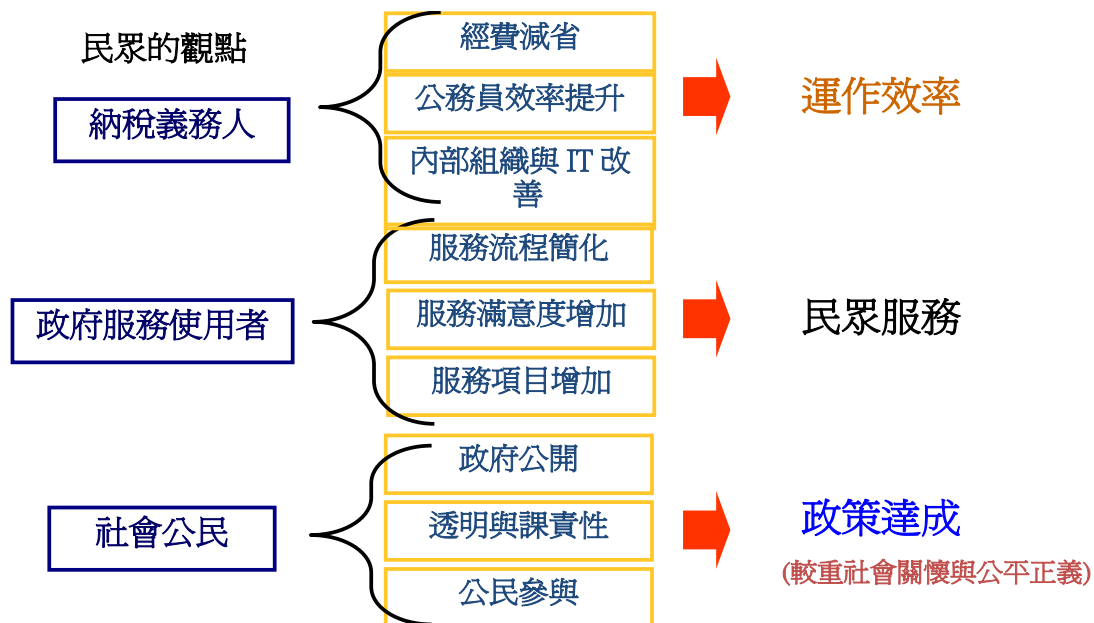 民眾的觀點
納稅義務人
經費減省
公務員效率提升
內部組織與 IT 改
善
運作效率
政府服務使用者
服務流程簡化
服務滿意度增加
服務項目增加
民眾服務
社會公民
政府公開
透明與課責性
公民參與
政策達成
(較重社會關懷與公平正義)